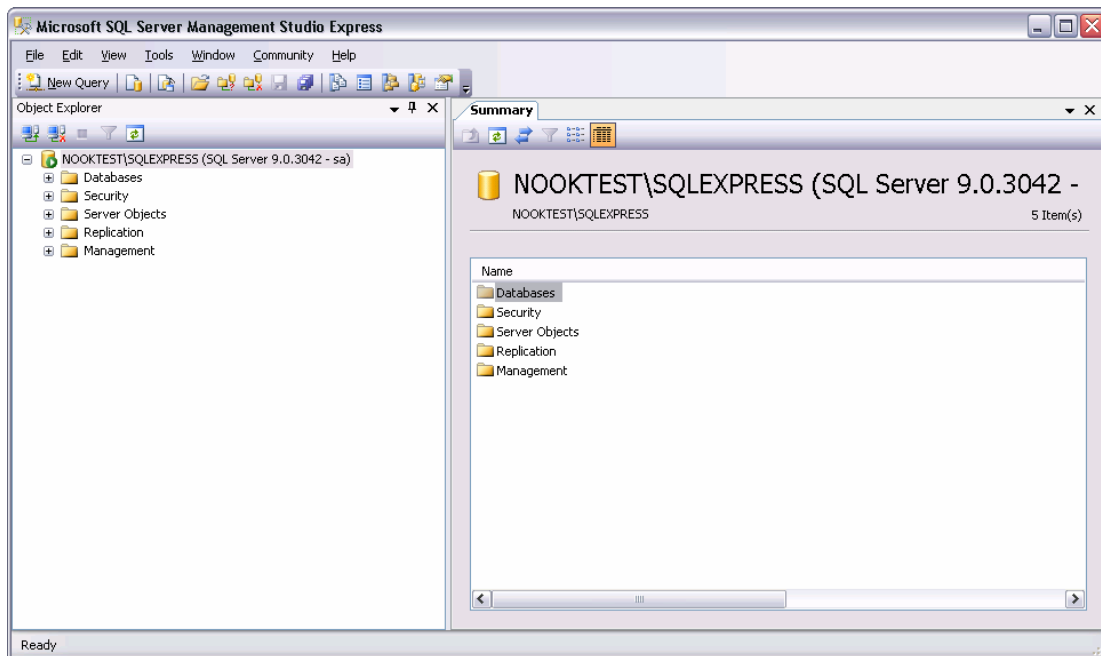 Microsoft SQL Server Management Studio Express
File Edit View Tools Window Community Help
New Query
Object Explorer
NOOKTEST\SQLEXPRESS (SQL Server 9.0.3042 - sa)
Databases
Security
Server Objects
Replication
Management
Summary
NOOKTEST\SQLEXPRESS (SQL Server 9.0.3042 -
NOOKTEST\SQLEXPRESS 5 Item(s)
Name
Databases
Security
Server Objects
Replication
Management
Ready